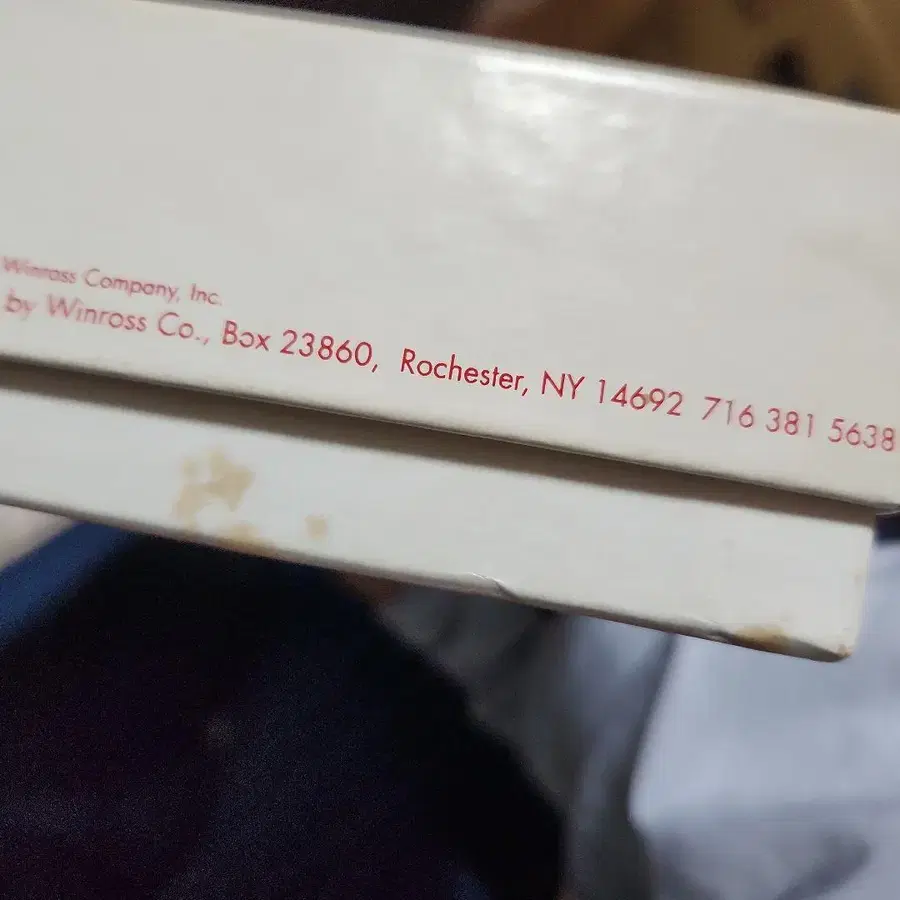 Winross Company, Inc.
by Winross Co., Box 23860, Rochester, NY 14692 716 381 5638